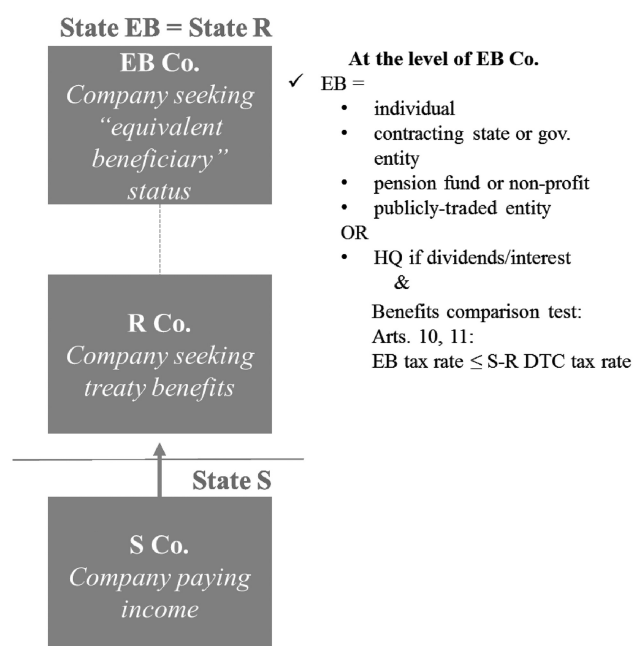 State EB = State R
EB Co.
Company seeking
“equivalent
beneficiary”
status
R Co.
Company seeking
treaty benefits
State S
S Co.
Company paying
income
At the level of EB Co.
✓ EB =
• individual
• contracting state or gov.
entity
• pension fund or non-profit
• publicly-traded entity
OR
• HQ if dividends/interest
&
Benefits comparison test:
Arts. 10, 11:
EB tax rate ≤ S-R DTC tax rate